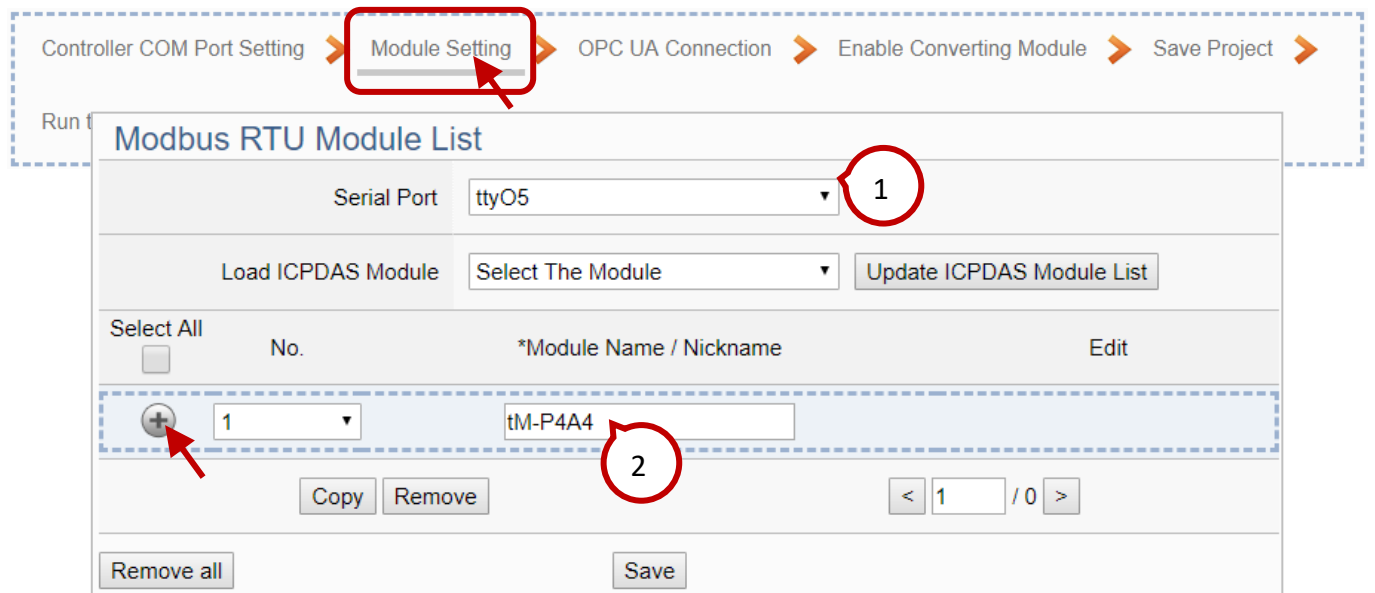 Controller COM Port Setting Module Setting OPC UA Connection Enable Converting Module Save Project
Run t
Modbus RTU Module List
Serial Port ttyO5 1
Load ICPDAS Module Select The Module Update ICPDAS Module List
Select All
No. *Module Name / Nickname Edit
1 tM-P4A4
2
Copy Remove < 1 / 0 >
Remove all Save